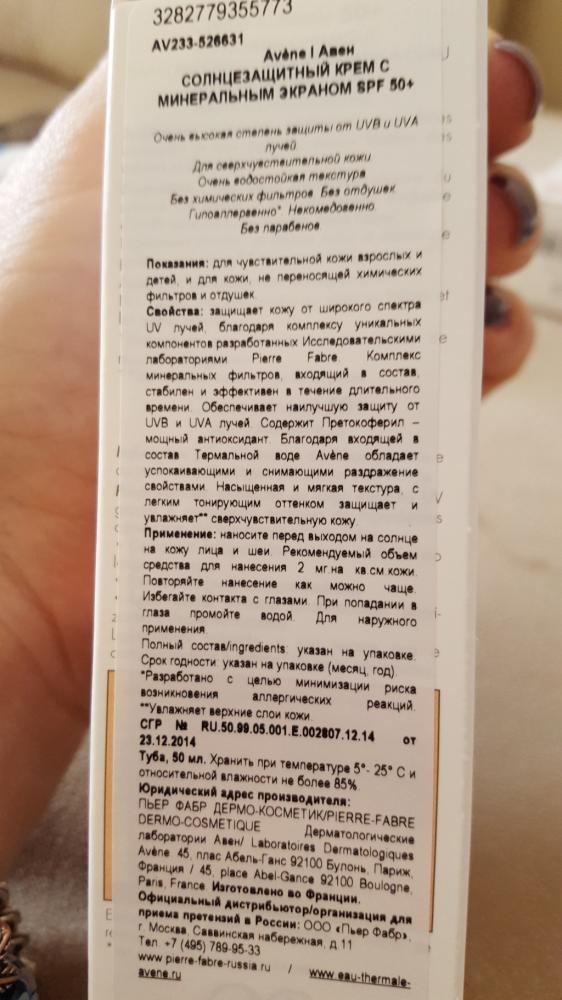 3282779355773
AV233-526631
Avène | Авен
СОЛНЦЕЗАЩИТНЫЙ КРЕМ С
МИНЕРАЛЬНЫМ ЭКРАНОМ SPF 50+
Очень высокая степень защиты от UVB и UVA
лучей
Для сверхчувствительной кожи
Очень водостойкая текстура
Без химических фильтров. Без отдушек
Гипоаллергенно* Некомедогенно
Без парабенов
Показания: для чувствительной кожи взрослых и
детей, и для кожи, не переносящей химических
фильтров и отдушек.
Свойства: защищает кожу от широкого спектра
UV лучей, благодаря комплексу уникальных
компонентов разработанных Исследовательскими
лабораториями Pierre Fabre. Комплекс
минеральных фильтров, входящий в состав,
стабилен и эффективен в течение длительного
времени. Обеспечивает наилучшую защиту от
UVB и UVA лучей. Содержит Претокоферил –
мощный антиоксидант. Благодаря входящей в
состав Термальной воде Avène обладает
успокаивающими и снимающими раздражение
свойствами. Насыщенная и мягкая текстура, с
легким тонирующим оттенком защищает и
увлажняет** сверхчувствительную кожу.
Применение: наносите перед выходом на солнце
на кожу лица и шеи. Рекомендуемый объем
средства для нанесения 2 мг.на кв.см.кожи.
Повторяйте нанесение как можно чаще.
Избегайте контакта с глазами. При попадании в
глаза промойте водой. Для наружного
применения.
Полный состав/ingredients: указан на упаковке.
Срок годности: указан на упаковке (месяц, год).
*Разработано с целью минимизации риска
возникновения аллергических реакций.
**Увлажняет верхние слои кожи.
СГР № RU.50.99.05.001.Е.002807.12.14 от
23.12.2014
Туба, 50 мл. Хранить при температуре 5°- 25° С и
относительной влажности не более 85%.
Юридический адрес производителя:
ПЬЕР ФАБР ДЕРМО-КОСМЕТИК/PIERRE-FABRE
DERMO-COSMETIQUE Дерматологические
лаборатории Авен/ Laboratoires Dermatologiques
Avène 45, плас Абель-Ганс 92100 Булонь, Париж,
Франция / 45, place Abel-Gance 92100 Boulogne,
Paris, France. Изготовлено во Франции.
Официальный дистрибьютор/организация для
приема претензий в России: ООО «Пьер Фабр»,
г. Москва, Саввинская набережная, д.11
Тел. +7 (495) 789-95-33
www.pierre-fabre-russia.ru / www.eau-thermale-
avene.ru